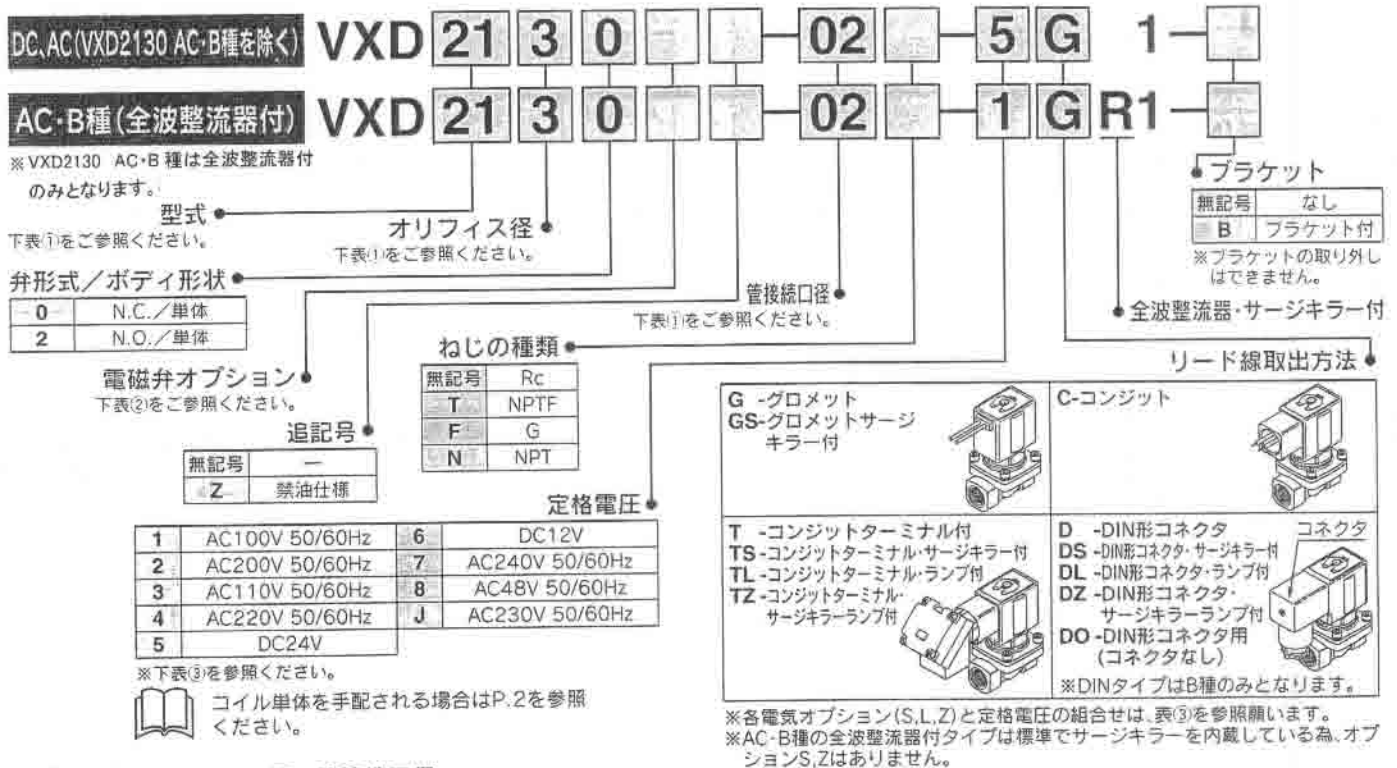 DC、AC(VXD2130 AC・B種を除く) VXD 21 3 0 - 02 - 5 G 1 -
AC・B種(全波整流器付) VXD 21 3 0 - 02 - 1 G R1 -
※VXD2130 AC・B種は全波整流器付
のみとなります。
型式
下表①をご参照ください。
オリフィス径
下表①をご参照ください。
弁形式/ボディ形状
0 N.C./単体
2 N.O./単体
電磁弁オプション
下表②をご参照ください。
追記号
無記号 —
Z 禁油仕様
管接続口径
下表①をご参照ください。
ねじの種類
無記号 Rc
T NPTF
F G
N NPT
定格電圧
1 AC100V 50/60Hz 6 DC12V
2 AC200V 50/60Hz 7 AC240V 50/60Hz
3 AC110V 50/60Hz 8 AC48V 50/60Hz
4 AC220V 50/60Hz J AC230V 50/60Hz
5 DC24V
※下表③を参照ください。
コイル単体を手配される場合はP.2を参照
ください。
ブラケット
無記号 なし
B ブラケット付
※ブラケットの取り外し
はできません。
全波整流器・サージキラー付
リード線取出方法
G -グロメット
GS-グロメットサージ
キラー付
C-コンジット
T -コンジットターミナル付
TS-コンジットターミナル・サージキラー付
TL-コンジットターミナル・ランプ付
TZ-コンジットターミナル・
サージキラーランプ付
D -DIN形コネクタ
コネクタ
DS-DIN形コネクタ・サージキラー付
DL-DIN形コネクタ・ランプ付
DZ-DIN形コネクタ・
サージキラーランプ付
DO-DIN形コネクタ用
(コネクタなし)
※DINタイプはB種のみとなります。
※各電気オプション(S,L,Z)と定格電圧の組合せは、表③を参照願います。
※AC・B種の全波整流器付タイプは標準でサージキラーを内蔵している為、オプ
ションS,Zはありません。